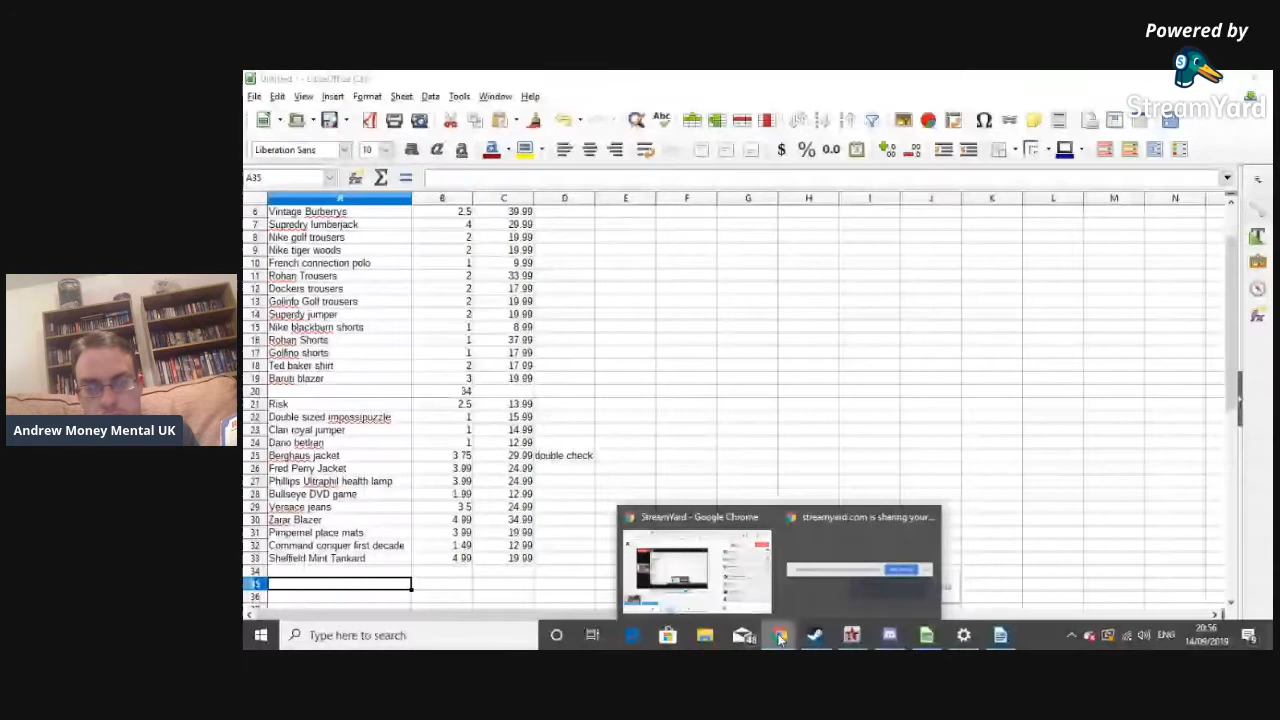 Powered by
StreamYard
File Edit View Insert Format Sheet Data Tools Window Help
Liberation Sans 10
A35
A B C D E F G H I J K L M N
6 Vintage Burberrys 2.5 39.99
7 Supredry lumberjack 4 29.99
8 Nike golf trousers 2 19.99
9 Nike tiger woods 2 19.99
10 French connection polo 1 9.99
11 Rohan Trousers 2 33.99
12 Dockers trousers 2 17.99
13 Golinfo Golf trousers 2 19.99
14 Superdy jumper 2 19.99
15 Nike blackburn shorts 1 8.99
16 Rohan Shorts 1 37.99
17 Golfino shorts 1 17.99
18 Ted baker shirt 2 17.99
19 Baruti blazer 3 19.99
20 34
21 Risk 2.5 13.99
22 Double sized impossipuzzle 1 15.99
23 Clan royal jumper 1 14.99
24 Dario beltran 1 12.99
25 Berghaus jacket 3.75 29.99 double check
26 Fred Perry Jacket 3.99 24.99
27 Phillips Ultraphil health lamp 3.99 24.99
28 Bullseye DVD game 1.99 12.99
29 Versace jeans 3.5 24.99
30 Zarar Blazer 4.99 34.99
31 Pimpernel place mats 3.99 19.99
32 Command conquer first decade 1.49 12.99
33 Sheffield Mint Tankard 4.99 19.99
34
35
36
StreamYard - Google Chrome
streamyard.com is sharing your...
Type here to search
ENG
20:56
14/09/2019
Andrew Money Mental UK